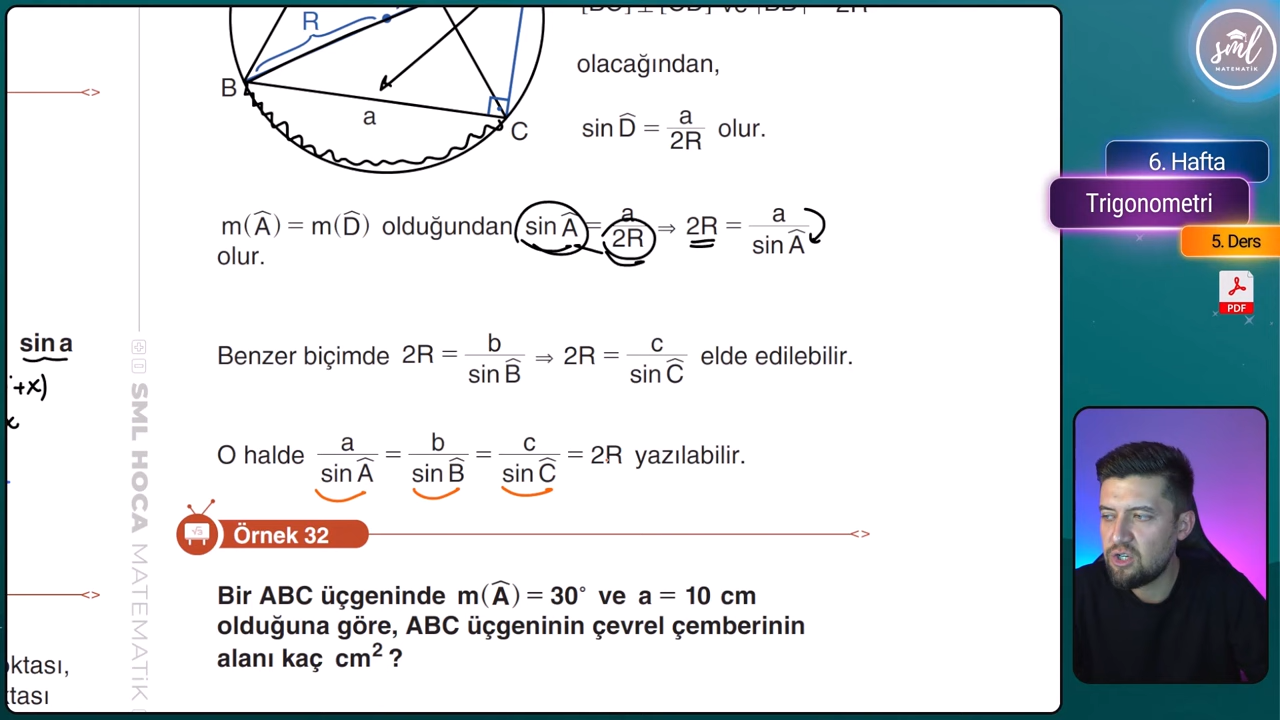 R
B
a
C
olacağından,
sin D̂ = a/2R olur.
m(Â) = m(D̂) olduğundan sin Â = a/2R ⇒ 2R = a/sin Â
olur.
Benzer biçimde 2R = b/sin B̂ ⇒ 2R = c/sin Ĉ elde edilebilir.
O halde a/sin Â = b/sin B̂ = c/sin Ĉ = 2R yazılabilir.
Örnek 32
Bir ABC üçgeninde m(Â) = 30° ve a = 10 cm
olduğuna göre, ABC üçgeninin çevrel çemberinin
alanı kaç cm² ?
sin a
+x)
x
oktası,
tası
SML HOCA MATEMATİK
sml
MATEMATİK
6. Hafta
Trigonometri
5. Ders
PDF